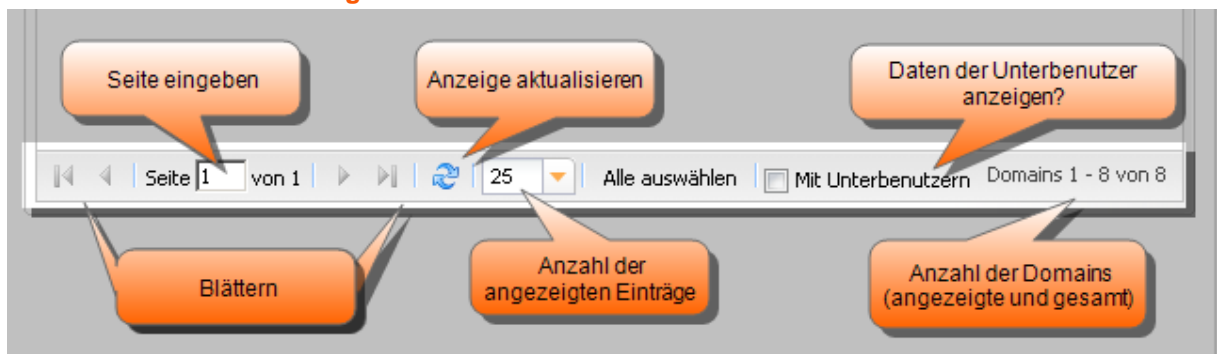 Seite eingeben
Anzeige aktualisieren
Daten der Unterbenutzer
anzeigen?
Seite 1 von 1 25 Alle auswählen Mit Unterbenutzern Domains 1 - 8 von 8
Blättern
Anzahl der
angezeigten Einträge
Anzahl der Domains
(angezeigte und gesamt)